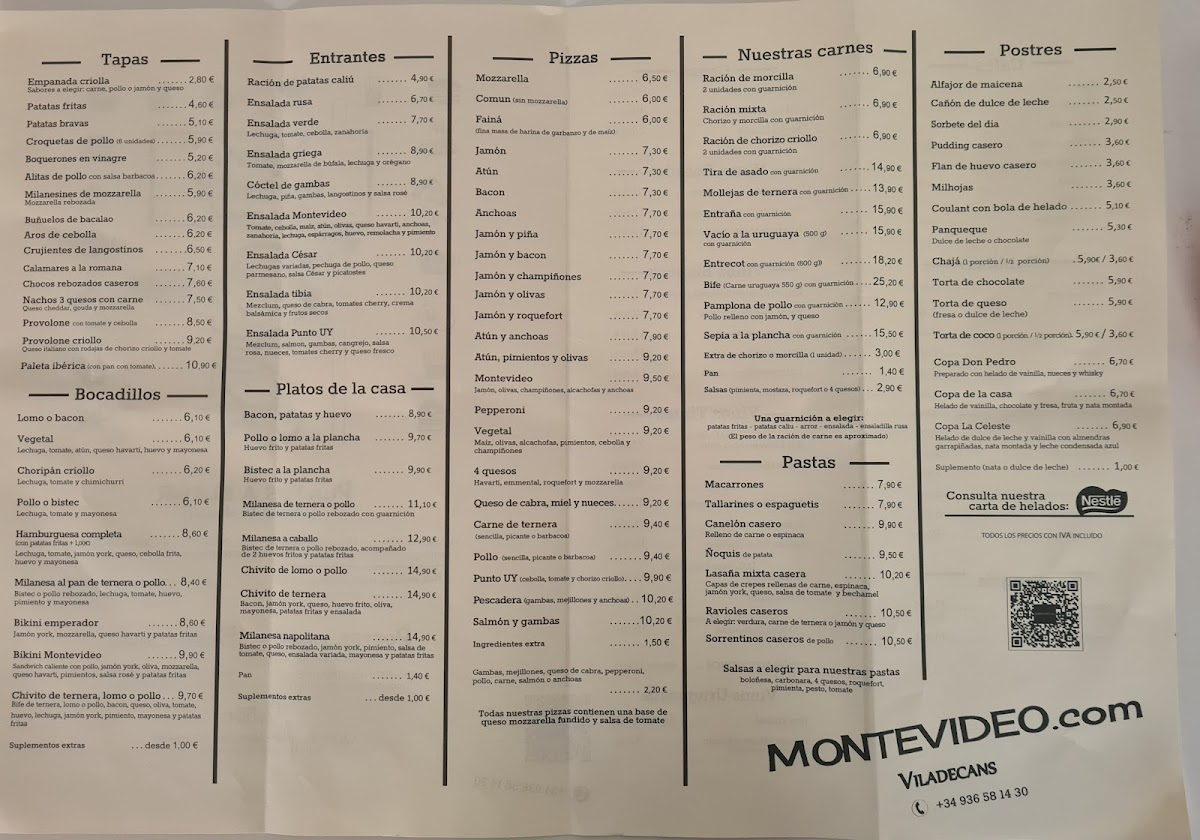 Tapas
Empanada criolla .......2,80 €
Sabores a elegir: carne, pollo o jamón y queso
Patatas fritas .......4,60 €
Patatas bravas .......5,10 €
Croquetas de pollo (6 unidades).......5,90 €
Boquerones en vinagre .......5,20 €
Alitas de pollo con salsa barbacoa.......6,20 €
Milanesines de mozzarella .......5,90 €
Mozzarella rebozada
Buñuelos de bacalao .......6,20 €
Aros de cebolla .......6,20 €
Crujientes de langostinos .......6,50 €
Calamares a la romana .......7,10 €
Chocos rebozados caseros .......7,60 €
Nachos 3 quesos con carne .......7,50 €
Queso cheddar, gouda y mozzarella
Provolone con tomate y cebolla .......8,50 €
Provolone criollo .......9,20 €
Queso italiano con rodajas de chorizo criollo y tomate
Paleta ibérica (con pan con tomate).......10,90 €
Bocadillos
Lomo o bacon .......6,10 €
Vegetal .......6,10 €
Lechuga, tomate, atún, queso havarti, huevo y mayonesa
Choripán criollo .......6,20 €
Lechuga, tomate y chimichurri
Pollo o bistec .......6,10 €
Lechuga, tomate y mayonesa
Hamburguesa completa .......8,60 €
(con patatas fritas + 1,00€)
Lechuga, tomate, jamón york, queso, cebolla frita,
huevo y mayonesa
Milanesa al pan de ternera o pollo... 8,40 €
Bistec o pollo rebozado, lechuga, tomate, huevo,
pimiento y mayonesa
Bikini emperador .......8,60 €
Jamón york, mozzarella, queso havarti y patatas fritas
Bikini Montevideo .......9,90 €
Sandwich caliente con pollo, jamón york, oliva, mozzarella,
queso havarti, pimientos, salsa rosé y patatas fritas
Chivito de ternera, lomo o pollo... 9,70 €
Bife de ternera, lomo o pollo, bacon, queso, oliva, tomate,
huevo, lechuga, jamón york, pimiento, mayonesa y patatas
fritas
Suplementos extras ...desde 1,00 €
Entrantes
Ración de patatas caliú .......4,90 €
Ensalada rusa .......6,70 €
Ensalada verde .......7,70 €
Lechuga, tomate, cebolla, zanahoria
Ensalada griega .......8,90 €
Tomate, mozzarella de búfala, lechuga y orégano
Cóctel de gambas .......8,90 €
Lechuga, piña, gambas, langostinos y salsa rosé
Ensalada Montevideo .......10,20 €
Tomate, cebolla, maíz, atún, olivas, queso havarti, anchoas,
zanahoria, lechuga, espárragos, huevo, remolacha y pimiento
Ensalada César .......10,20 €
Lechugas variadas, pechuga de pollo, queso
parmesano, salsa César y picatostes
Ensalada tibia .......10,20 €
Mezclum, queso de cabra, tomates cherry, crema
balsámica y frutos secos
Ensalada Punto UY .......10,50 €
Mezclum, salmon, gambas, cangrejo, salsa
rosa, nueces, tomates cherry y queso fresco
Platos de la casa
Bacon, patatas y huevo .......8,90 €
Pollo o lomo a la plancha .......9,70 €
Huevo frito y patatas fritas
Bistec a la plancha .......9,90 €
Huevo frito y patatas fritas
Milanesa de ternera o pollo .......11,10 €
Bistec de ternera o pollo rebozado con guarnición
Milanesa a caballo .......12,90 €
Bistec de ternera o pollo rebozado, acompañado
de 2 huevos fritos y patatas fritas
Chivito de lomo o pollo .......14,90 €
Chivito de ternera .......14,90 €
Bacon, jamón york, queso, huevo frito, oliva,
mayonesa, patatas fritas y ensalada
Milanesa napolitana .......14,90 €
Bistec o pollo rebozado, jamón york, pimiento, salsa de
tomate, queso, ensalada variada, mayonesa y patatas fritas
Pan .......1,40 €
Suplementos extras ...desde 1,00 €
Pizzas
Mozzarella .......6,50 €
Comun (sin mozzarella) .......6,00 €
Fainá .......6,00 €
(fina masa de harina de garbanzo y de maíz)
Jamón .......7,30 €
Atún .......7,30 €
Bacon .......7,30 €
Anchoas .......7,70 €
Jamón y piña .......7,70 €
Jamón y bacon .......7,70 €
Jamón y champiñones .......7,70 €
Jamón y olivas .......7,70 €
Jamón y roquefort .......7,70 €
Atún y anchoas .......7,90 €
Atún, pimientos y olivas .......9,20 €
Montevideo .......9,50 €
Jamón, olivas, champiñones, alcachofas y anchoas
Pepperoni .......9,20 €
Vegetal .......9,20 €
Maíz, olivas, alcachofas, pimientos, cebolla y
champiñones
4 quesos .......9,20 €
Havarti, emmental, roquefort y mozzarella
Queso de cabra, miel y nueces......9,20 €
Carne de ternera .......9,40 €
(sencilla, picante o barbacoa)
Pollo (sencilla, picante o barbacoa) .......9,40 €
Punto UY (cebolla, tomate y chorizo criollo)....9,90 €
Pescadera (gambas, mejillones y anchoas)..10,20 €
Salmón y gambas .......10,20 €
Ingredientes extra .......1,50 €
Gambas, mejillones, queso de cabra, pepperoni,
pollo, carne, salmón o anchoas
.......2,20 €
Todas nuestras pizzas contienen una base de
queso mozzarella fundido y salsa de tomate
Nuestras carnes
Ración de morcilla .......6,90 €
2 unidades con guarnición
Ración mixta .......6,90 €
Chorizo y morcilla con guarnición
Ración de chorizo criollo .......6,90 €
2 unidades con guarnición
Tira de asado con guarnición .......14,90 €
Mollejas de ternera con guarnición.....13,90 €
Entraña con guarnición .......15,90 €
Vacío a la uruguaya (500 g) .......15,90 €
con guarnición
Entrecot con guarnición (600 g)) .......18,20 €
Bife (Carne uruguaya 550 g) con guarnición.....25,20 €
Pamplona de pollo con guarnición.......12,90 €
Pollo relleno con jamón, y queso
Sepia a la plancha con guarnición .......15,50 €
Extra de chorizo o morcilla (1 unidad)......3,00 €
Pan .......1,40 €
Salsas (pimienta, mostaza, roquefort o 4 quesos)...2,90 €
Una guarnición a elegir:
patatas fritas - patatas caliu - arroz - ensalada - ensaladilla rusa
(El peso de la ración de carne es aproximado)
Pastas
Macarrones .......7,90 €
Tallarines o espaguetis .......7,90 €
Canelón casero .......9,90 €
Relleno de carne o espinaca
Ñoquis de patata .......9,50 €
Lasaña mixta casera .......10,20 €
Capas de crepes rellenas de carne, espinaca,
jamón york, queso, salsa de tomate y bechamel
Ravioles caseros .......10,50 €
A elegir: verdura, carne de ternera o jamón y queso
Sorrentinos caseros de pollo .......10,50 €
Salsas a elegir para nuestras pastas
boloñesa, carbonara, 4 quesos, roquefort,
pimienta, pesto, tomate
Postres
Alfajor de maicena .......2,50 €
Cañón de dulce de leche .......2,50 €
Sorbete del dia .......2,90 €
Pudding casero .......3,60 €
Flan de huevo casero .......3,60 €
Milhojas .......3,60 €
Coulant con bola de helado.......5,10 €
Panqueque .......5,30 €
Dulce de leche o chocolate
Chajá (1 porción / ½ porción) .5,90€ / 3,60 €
Torta de chocolate .......5,90 €
Torta de queso .......5,90 €
(fresa o dulce de leche)
Torta de coco (1 porción / ½ porción). 5,90 € / 3,60 €
Copa Don Pedro .......6,70 €
Preparado con helado de vainilla, nueces y whisky
Copa de la casa .......6,70 €
Helado de vainilla, chocolate y fresa, fruta y nata montada
Copa La Celeste .......6,90 €
Helado de dulce de leche y vainilla con almendras
garrapiñadas, nata montada y leche condensada azul
Suplemento (nata o dulce de leche) .......1,00 €
Consulta nuestra
carta de helados:
Nestlé
TODOS LOS PRECIOS CON IVA INCLUIDO
MONTEVIDEO.com
VILADECANS
+34 936 58 14 30